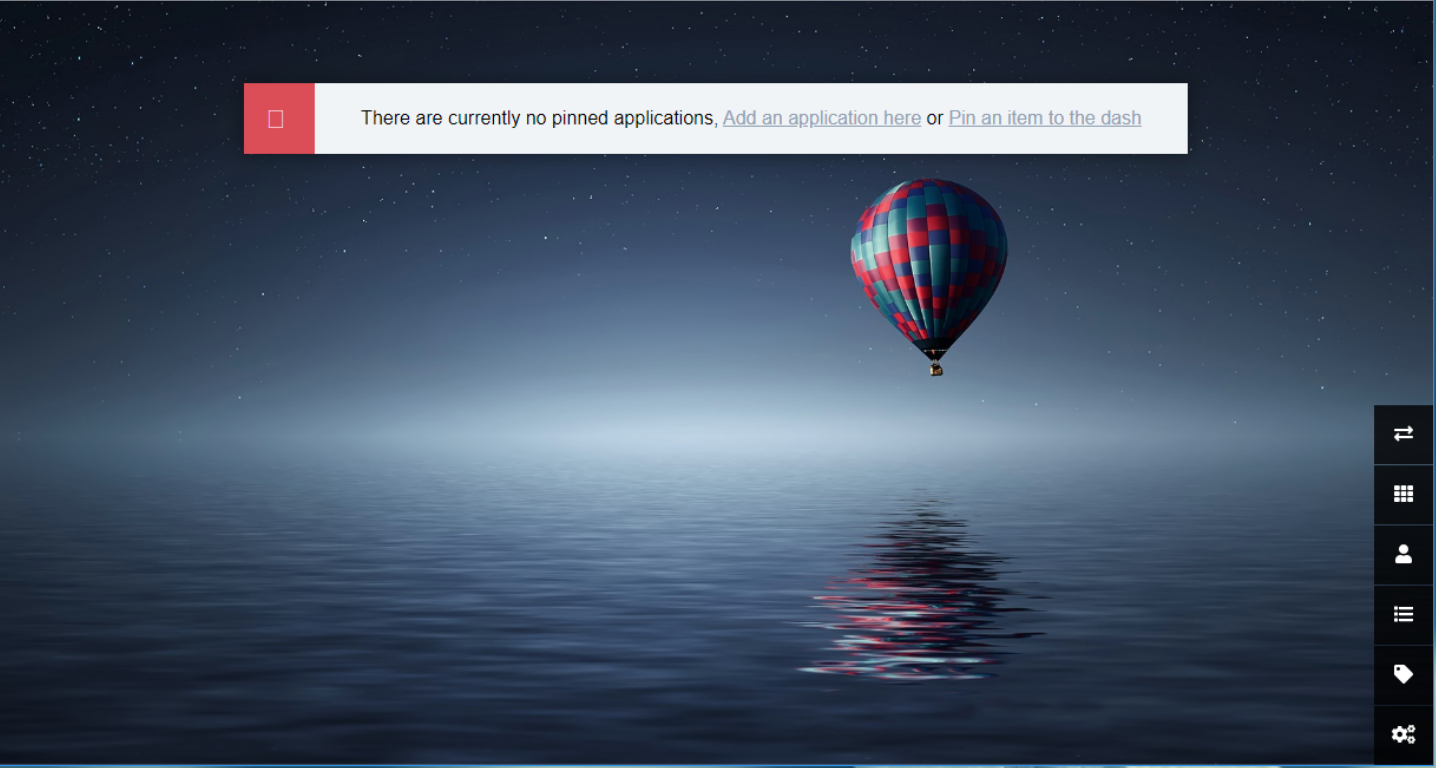 There are currently no pinned applications, Add an application here or Pin an item to the dash